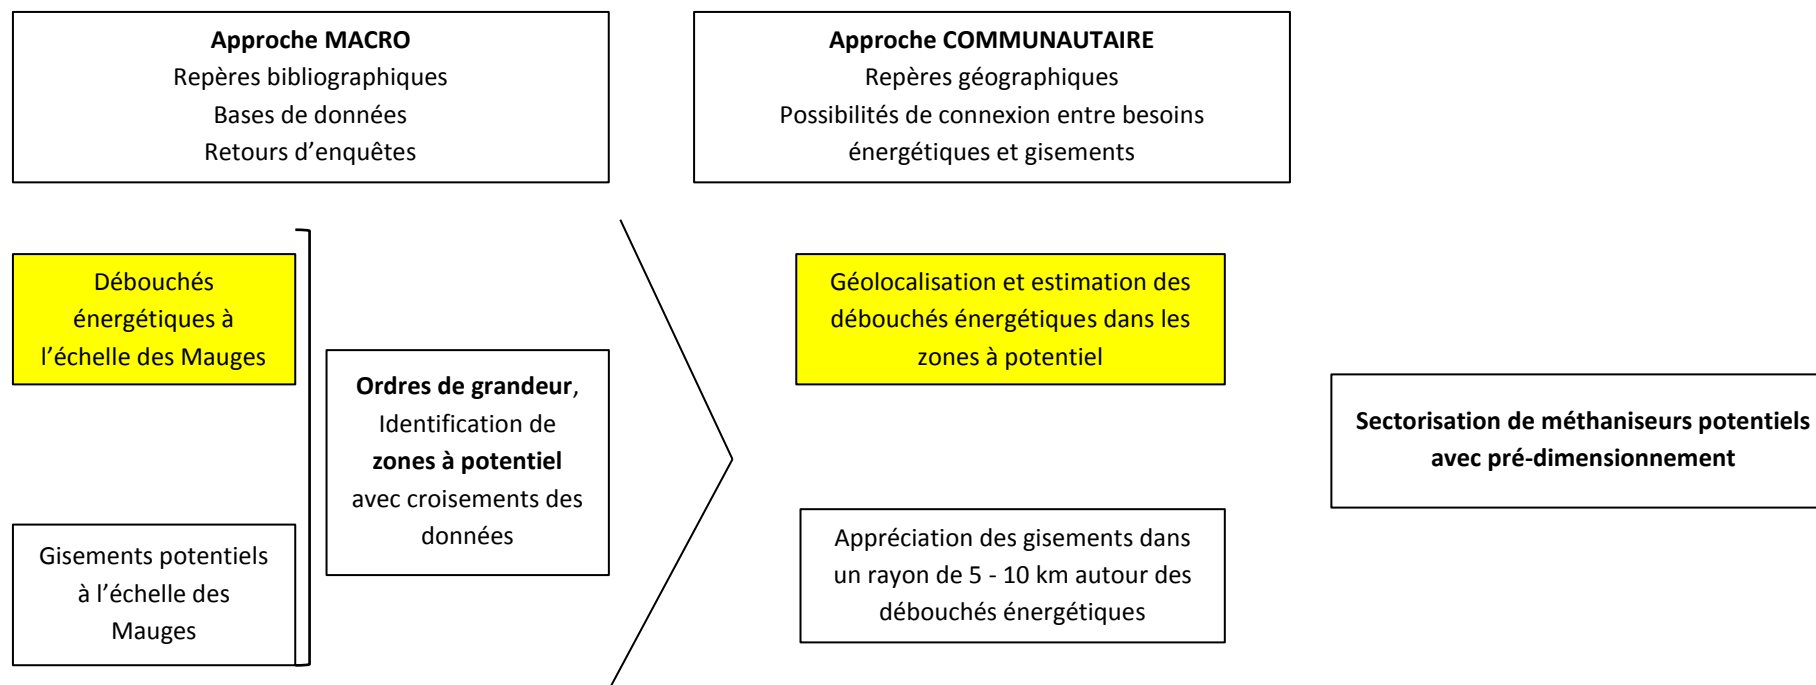 Approche MACRO
Repères bibliographiques
Bases de données
Retours d’enquêtes
Approche COMMUNAUTAIRE
Repères géographiques
Possibilités de connexion entre besoins
énergétiques et gisements
Débouchés
énergétiques à
l’échelle des Mauges
Gisements potentiels
à l’échelle des
Mauges
Ordres de grandeur,
Identification de
zones à potentiel
avec croisements des
données
Géolocalisation et estimation des
débouchés énergétiques dans les
zones à potentiel
Appréciation des gisements dans
un rayon de 5 - 10 km autour des
débouchés énergétiques
Sectorisation de méthaniseurs potentiels
avec pré-dimensionnement